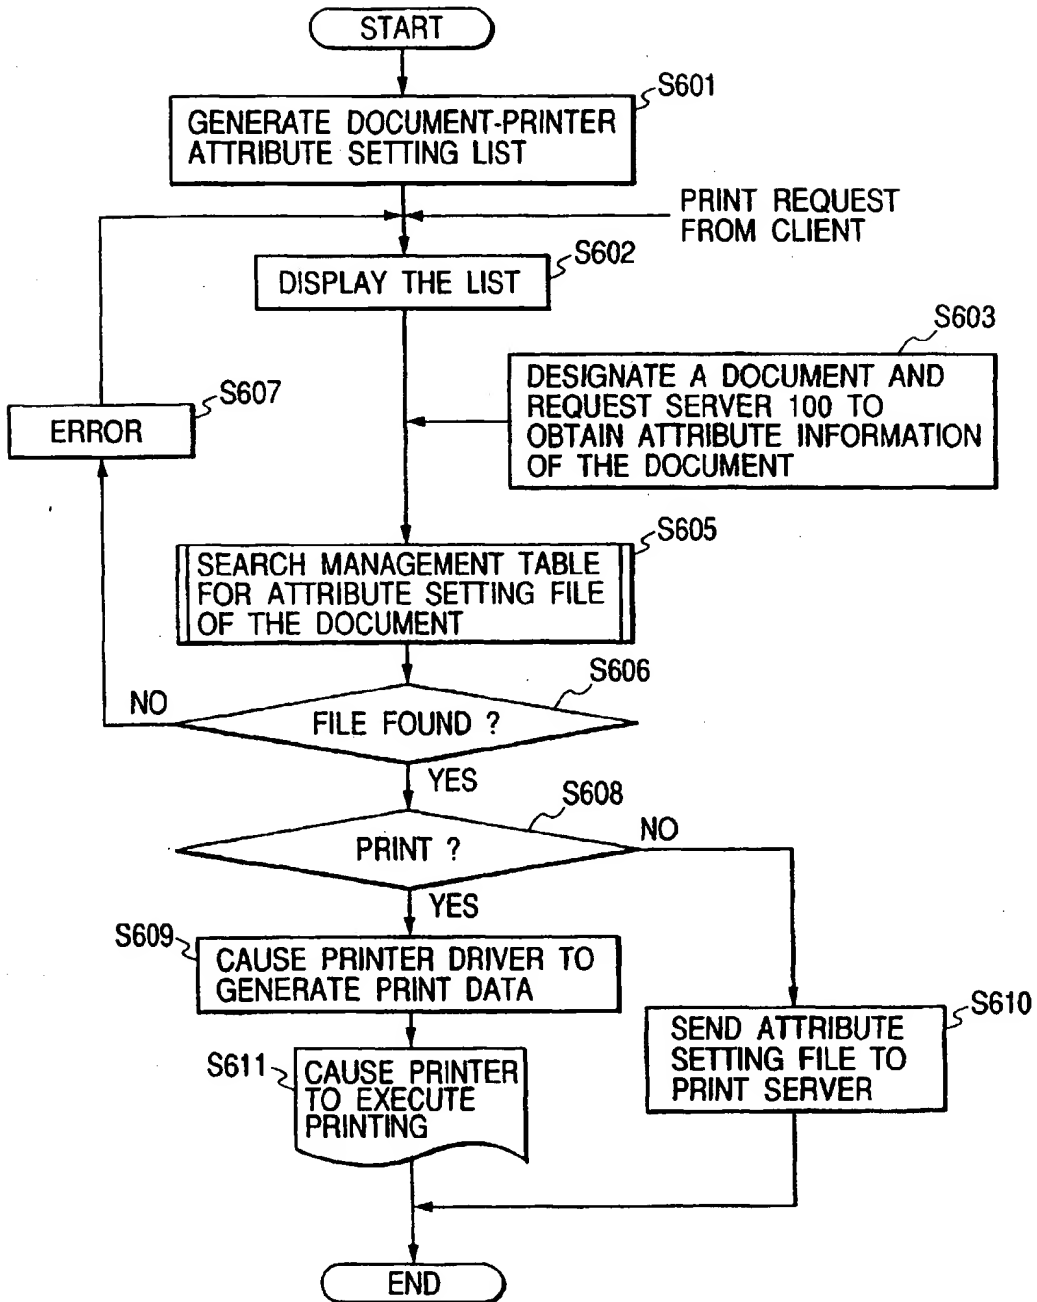 START
S601
GENERATE DOCUMENT-PRINTER
ATTRIBUTE SETTING LIST
PRINT REQUEST
FROM CLIENT
S602
DISPLAY THE LIST
S603
DESIGNATE A DOCUMENT AND
REQUEST SERVER 100 TO
OBTAIN ATTRIBUTE INFORMATION
OF THE DOCUMENT
S607
ERROR
S605
SEARCH MANAGEMENT TABLE
FOR ATTRIBUTE SETTING FILE
OF THE DOCUMENT
S606
NO
FILE FOUND ?
YES
S608
NO
PRINT ?
YES
S609
CAUSE PRINTER DRIVER TO
GENERATE PRINT DATA
S610
SEND ATTRIBUTE
SETTING FILE TO
PRINT SERVER
S611
CAUSE PRINTER
TO EXECUTE
PRINTING
END